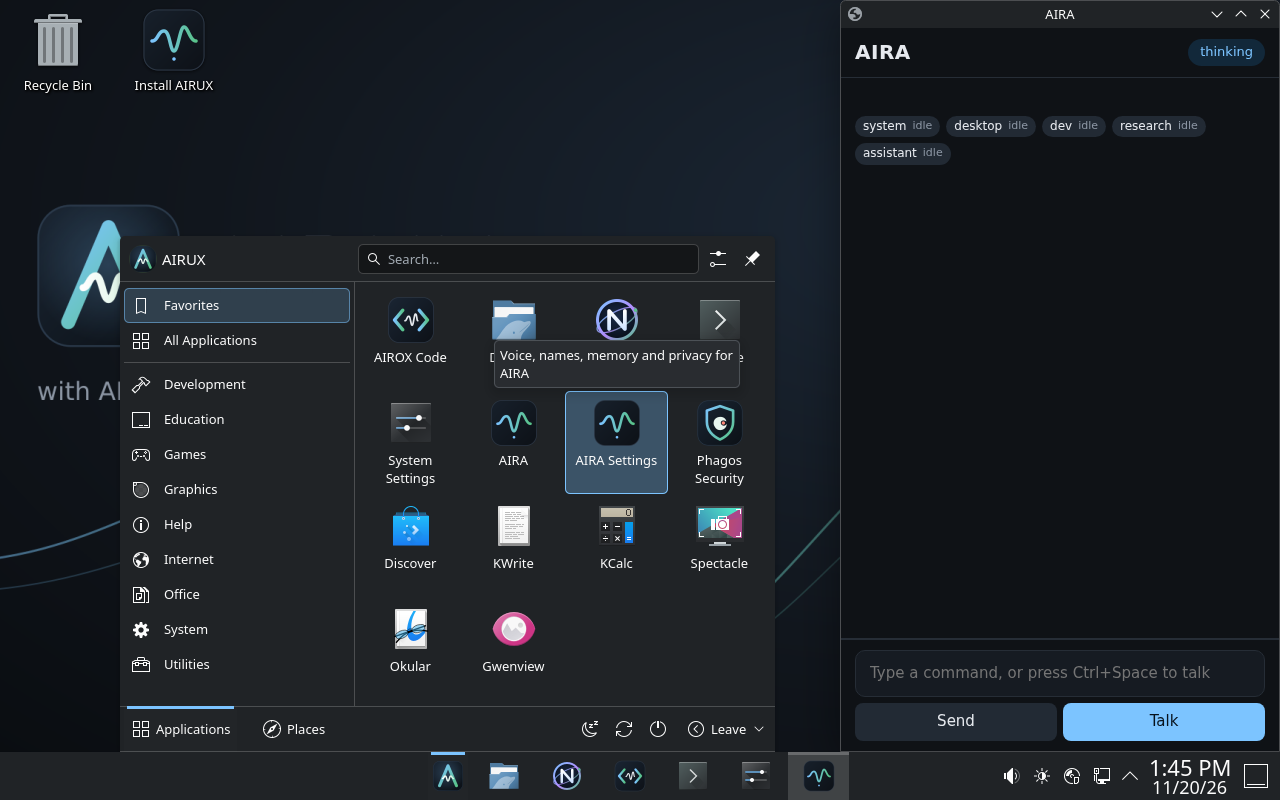 Recycle Bin
Install AIRUX
with AI
AIRUX
Search...
Favorites
All Applications
Development
Education
Games
Graphics
Help
Internet
Office
System
Utilities
AIROX Code
Voice, names, memory and privacy for
AIRA
System
Settings
AIRA
AIRA Settings
Phagos
Security
Discover
KWrite
KCalc
Spectacle
Okular
Gwenview
Applications
Places
Leave
AIRA
AIRA
thinking
system idle
desktop idle
dev idle
research idle
assistant idle
Type a command, or press Ctrl+Space to talk
Send
Talk
1:45 PM
11/20/26